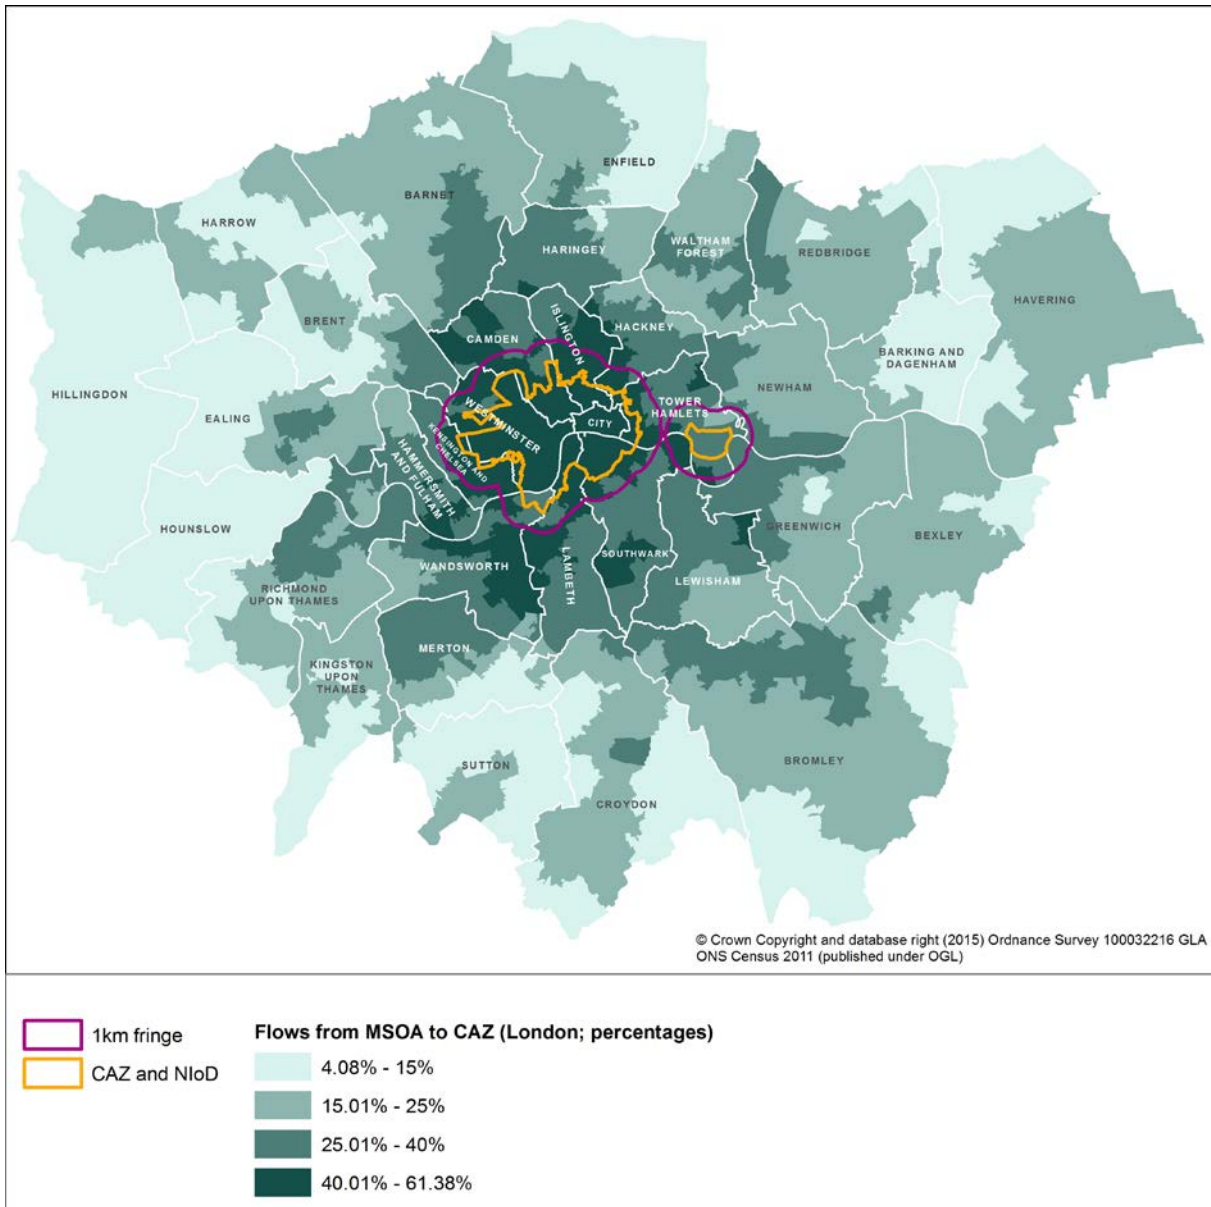 ENFIELD
BARNET
HARROW
HARINGEY
WALTHAM
FOREST
REDBRIDGE
HAVERING
BRENT
CAMDEN
ISLINGTON
HACKNEY
BARKING AND
DAGENHAM
HILLINGDON
EALING
NEWHAM
TOWER
HAMLETS
WESTMINSTER
CITY
KENSINGTON AND
CHELSEA
HAMMERSMITH
AND FULHAM
HOUNSLOW
GREENWICH
BEXLEY
WANDSWORTH
LAMBETH
SOUTHWARK
LEWISHAM
RICHMOND
UPON THAMES
MERTON
KINGSTON
UPON
THAMES
SUTTON
CROYDON
BROMLEY
© Crown Copyright and database right (2015) Ordnance Survey 100032216 GLA
ONS Census 2011 (published under OGL)
1km fringe
CAZ and NIoD
Flows from MSOA to CAZ (London; percentages)
4.08% - 15%
15.01% - 25%
25.01% - 40%
40.01% - 61.38%